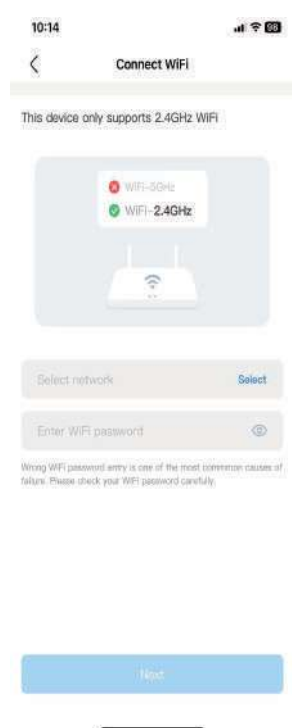 10:14
98
Connect WiFi
This device only supports 2.4GHz WiFi
WiFi-5GHz
WiFi-2.4GHz
Select network
Select
Enter WiFi password
Wrong WiFi password entry is one of the most common causes of
failure. Please check your WiFi password carefully.
Next